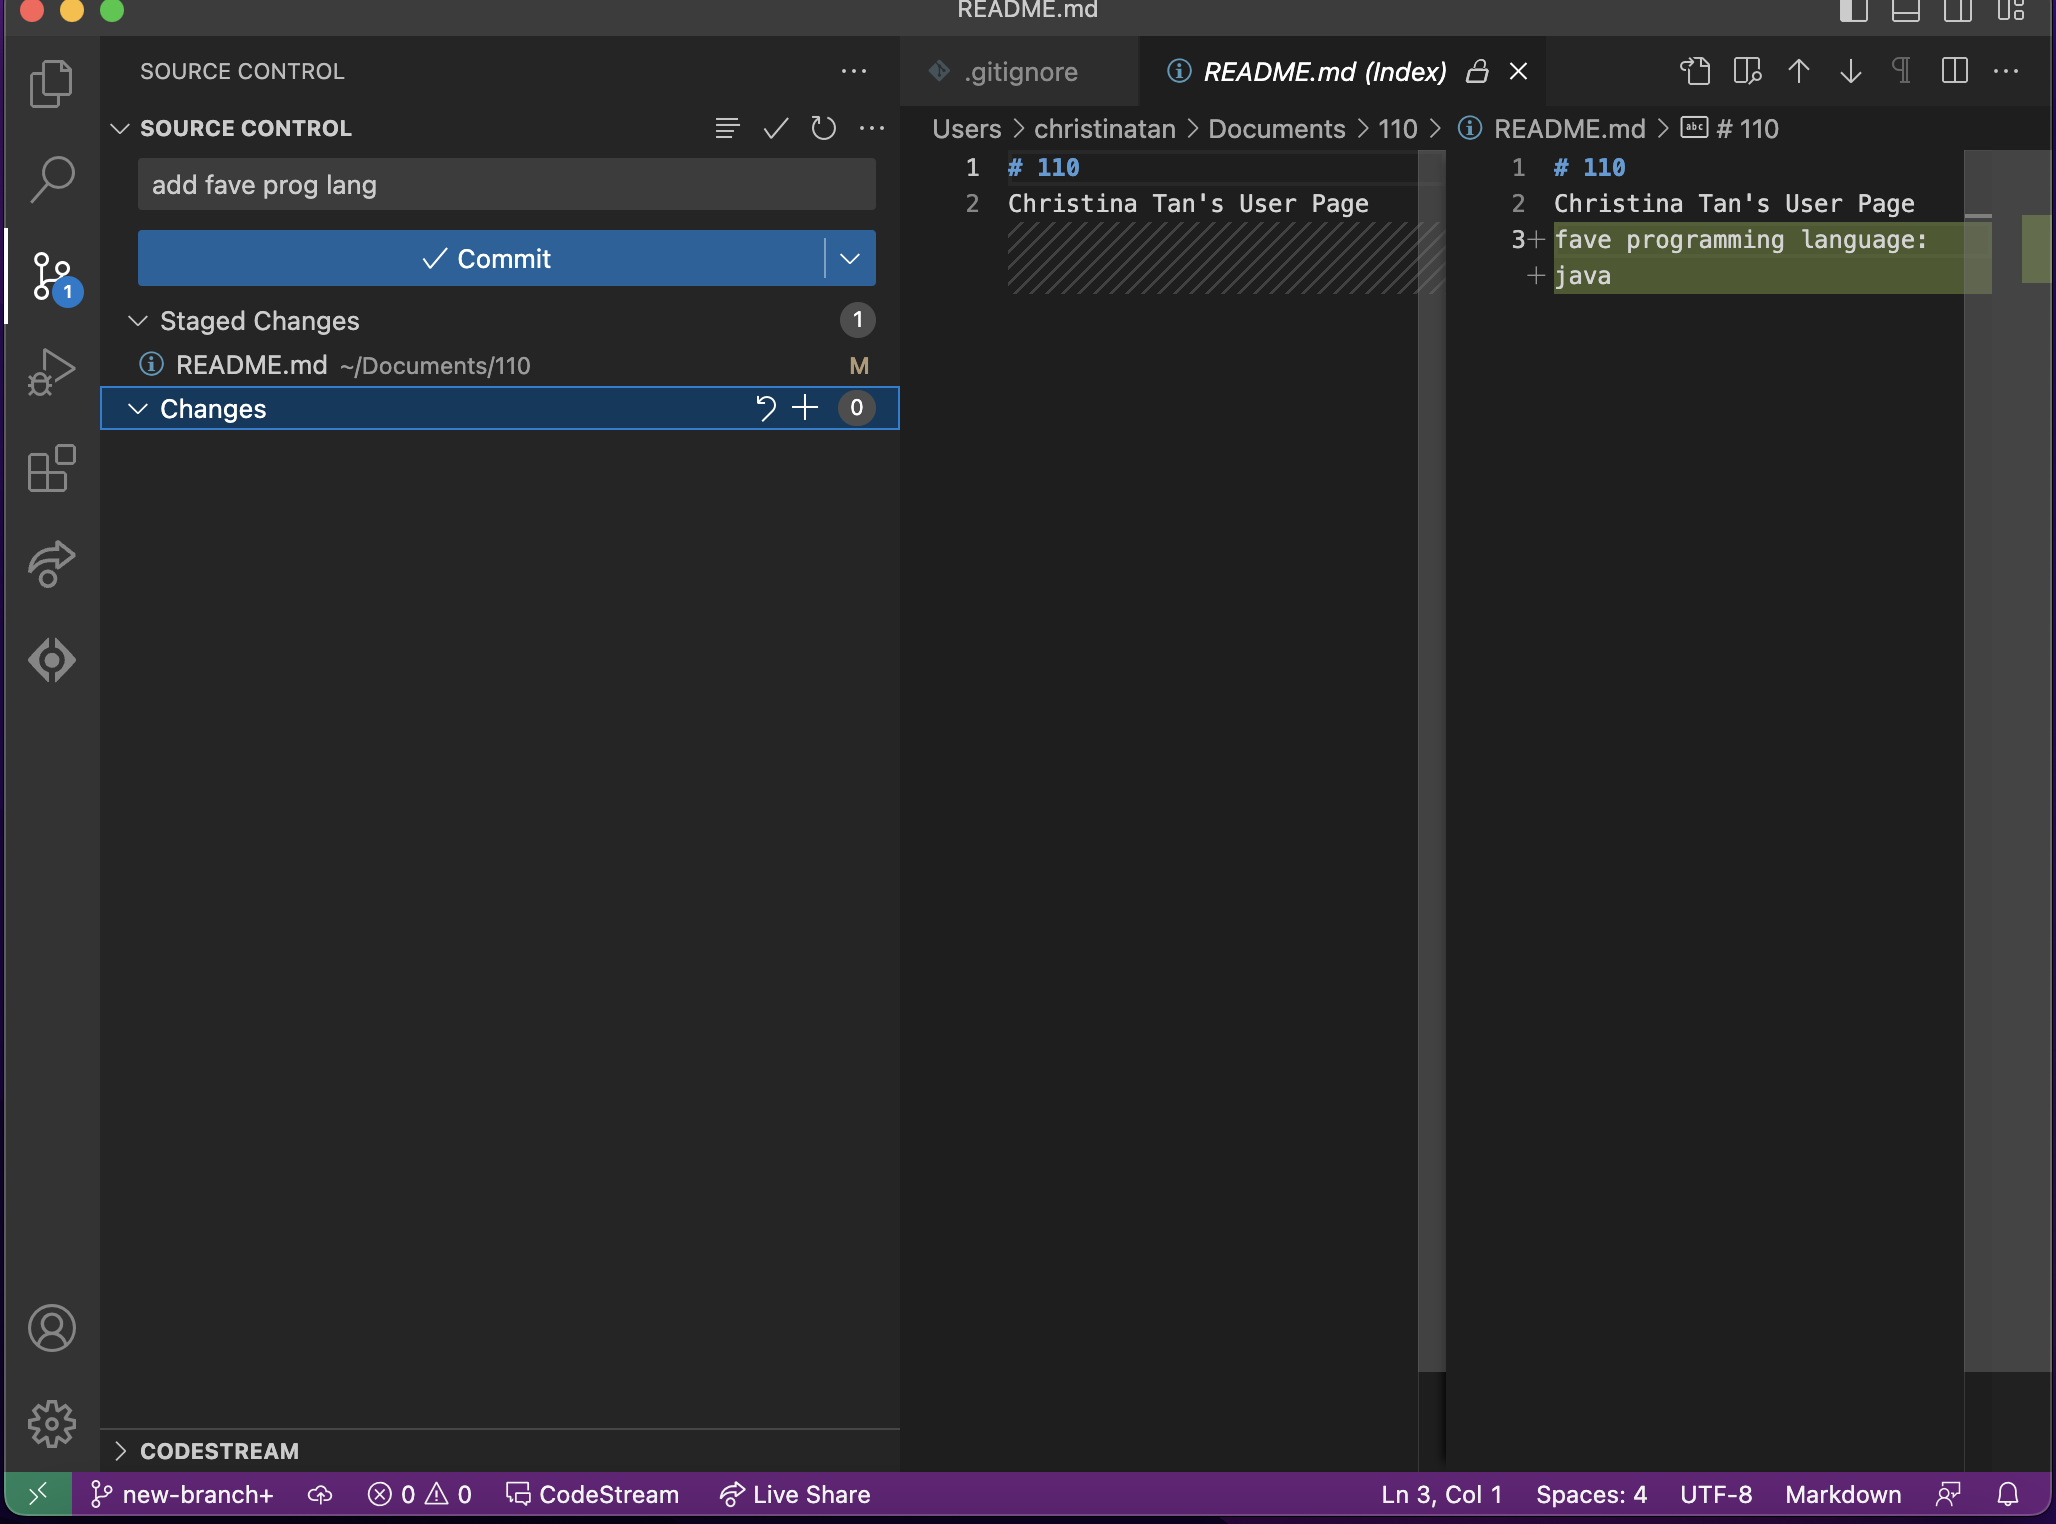 README.md
SOURCE CONTROL
SOURCE CONTROL
add fave prog lang
Commit
Staged Changes 1
README.md ~/Documents/110 M
Changes 0
1
CODESTREAM
.gitignore
README.md (Index)
Users > christinatan > Documents > 110 > README.md > abc # 110
1 # 110
2 Christina Tan's User Page
1 # 110
2 Christina Tan's User Page
3+ fave programming language:
+ java
new-branch+ 0 0 CodeStream Live Share Ln 3, Col 1 Spaces: 4 UTF-8 Markdown